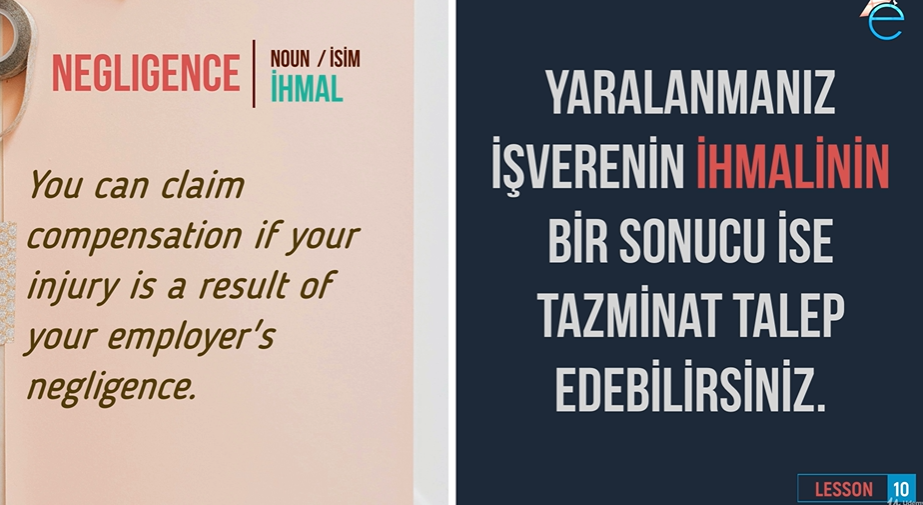 NEGLIGENCE
NOUN / İSİM
İHMAL
You can claim
compensation if your
injury is a result of
your employer's
negligence.
YARALANMANIZ
İŞVERENİN İHMALİNİN
BİR SONUCU İSE
TAZMİNAT TALEP
EDEBİLİRSİNİZ.
LESSON 10
Udemy